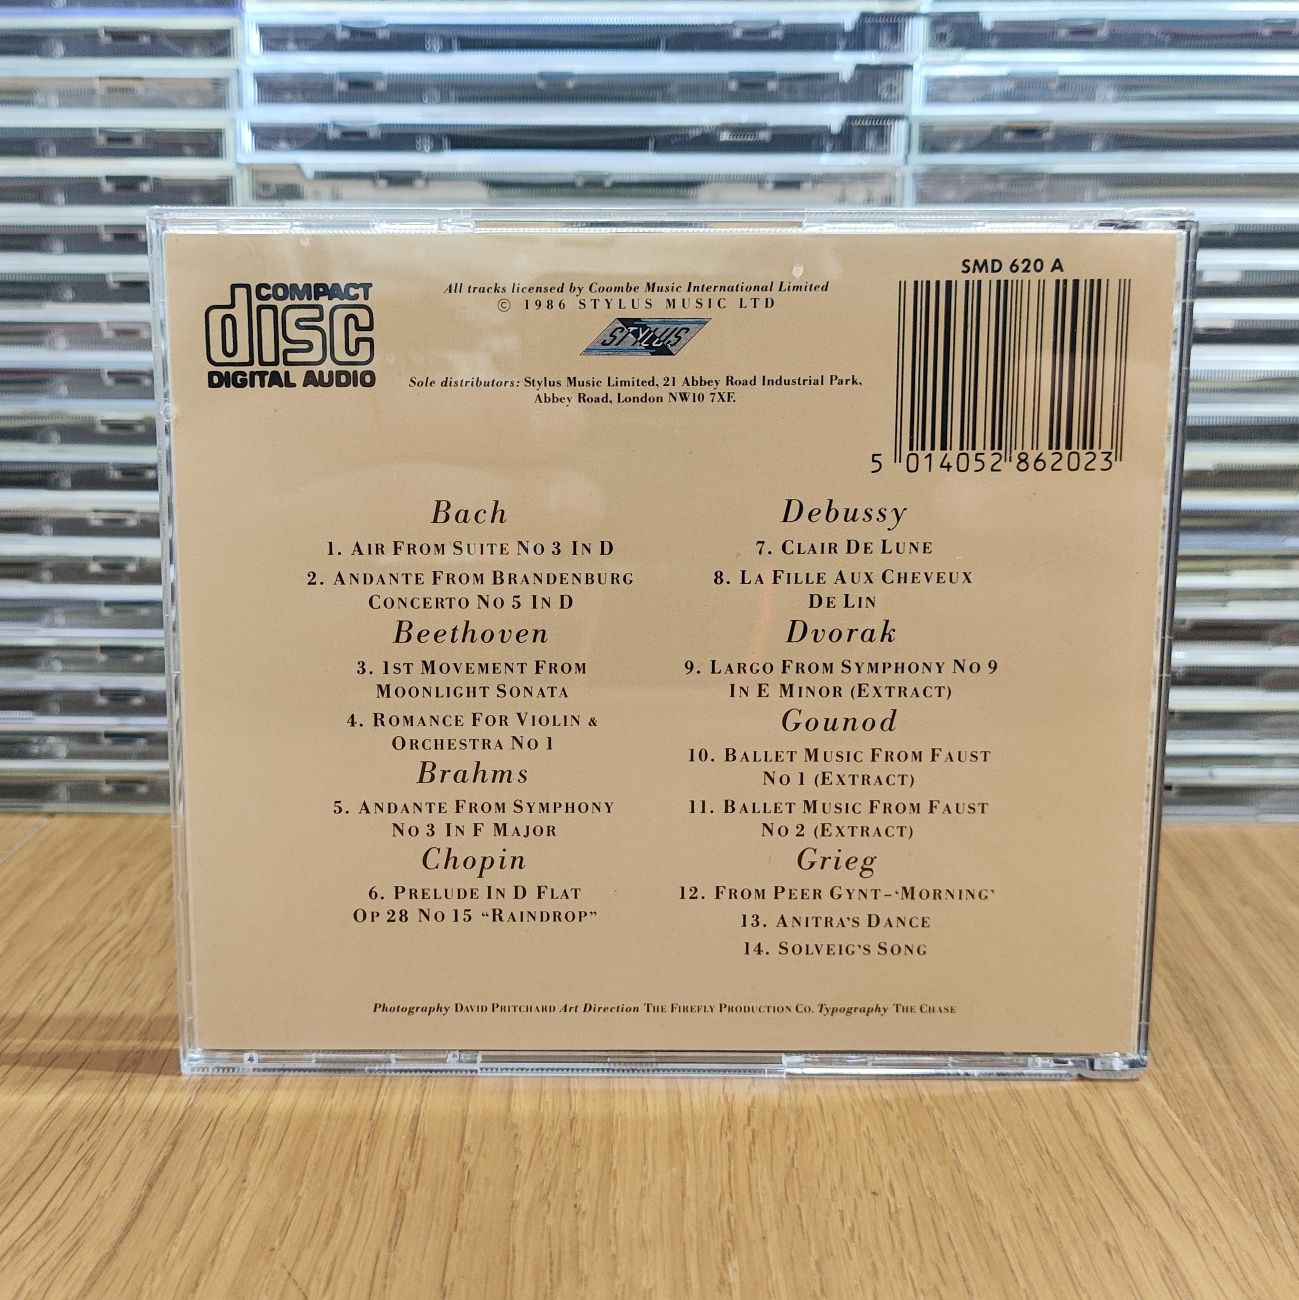 COMPACT
disc
DIGITAL AUDIO
All tracks licensed by Coombe Music International Limited
© 1986 STYLUS MUSIC LTD
STYLUS
Sole distributors: Stylus Music Limited, 21 Abbey Road Industrial Park,
Abbey Road, London NW10 7XF.
SMD 620 A
5 014052 862023
Bach
1. AIR FROM SUITE NO 3 IN D
2. ANDANTE FROM BRANDENBURG
CONCERTO NO 5 IN D
Beethoven
3. 1ST MOVEMENT FROM
MOONLIGHT SONATA
4. ROMANCE FOR VIOLIN &
ORCHESTRA NO 1
Brahms
5. ANDANTE FROM SYMPHONY
NO 3 IN F MAJOR
Chopin
6. PRELUDE IN D FLAT
OP 28 NO 15 “RAINDROP”
Debussy
7. CLAIR DE LUNE
8. LA FILLE AUX CHEVEUX
DE LIN
Dvorak
9. LARGO FROM SYMPHONY NO 9
IN E MINOR (EXTRACT)
Gounod
10. BALLET MUSIC FROM FAUST
NO 1 (EXTRACT)
11. BALLET MUSIC FROM FAUST
NO 2 (EXTRACT)
Grieg
12. FROM PEER GYNT–‘MORNING’
13. ANITRA’S DANCE
14. SOLVEIG’S SONG
Photography DAVID PRITCHARD Art Direction THE FIREFLY PRODUCTION CO. Typography THE CHASE